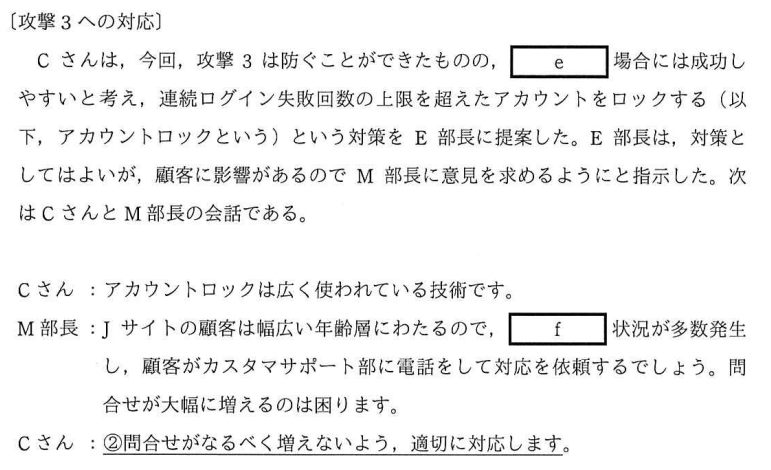 〔攻撃３への対応〕
Ｃさんは，今回，攻撃３は防ぐことができたものの， e 場合には成功し
やすいと考え，連続ログイン失敗回数の上限を超えたアカウントをロックする（以
下，アカウントロックという）という対策をＥ部長に提案した。Ｅ部長は，対策と
してはよいが，顧客に影響があるのでＭ部長に意見を求めるようにと指示した。次
はＣさんとＭ部長の会話である。
Ｃさん ：アカウントロックは広く使われている技術です。
Ｍ部長：Ｊサイトの顧客は幅広い年齢層にわたるので， f 状況が多数発生
し，顧客がカスタマサポート部に電話をして対応を依頼するでしょう。問
合せが大幅に増えるのは困ります。
Ｃさん ：②問合せがなるべく増えないよう，適切に対応します。